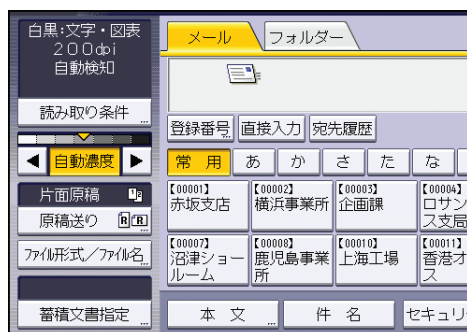 白黒:文字・図表
200dpi
自動検知
読み取り条件
自動濃度
片面原稿
原稿送り
ファイル形式/ファイル名
蓄積文書指定
メール
フォルダー
登録番号
直接入力
宛先履歴
常用
あ
か
さ
た
な
【00001】
赤坂支店
【00002】
横浜事業所
【00003】
企画課
【00004】
ロサン
ス支局
【00007】
沼津ショー
ルーム
【00008】
鹿児島事業
所
【00010】
上海工場
【00011】
香港オ
ス
本文
件名
セキュリ